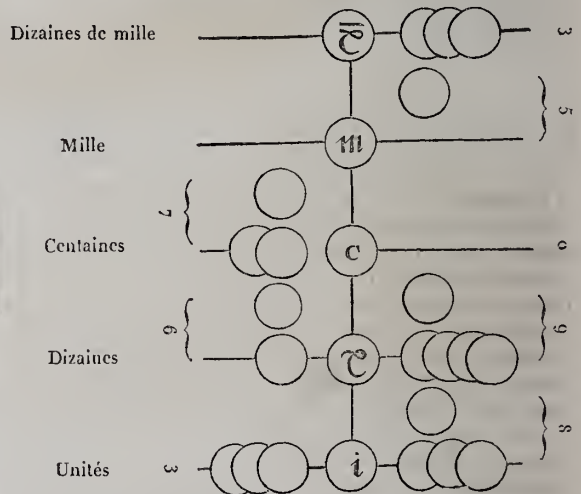 Dizaines de mille 3
5
Mille m
7
Centaines c 0
6 9
Dizaines
8
Unités 3 i